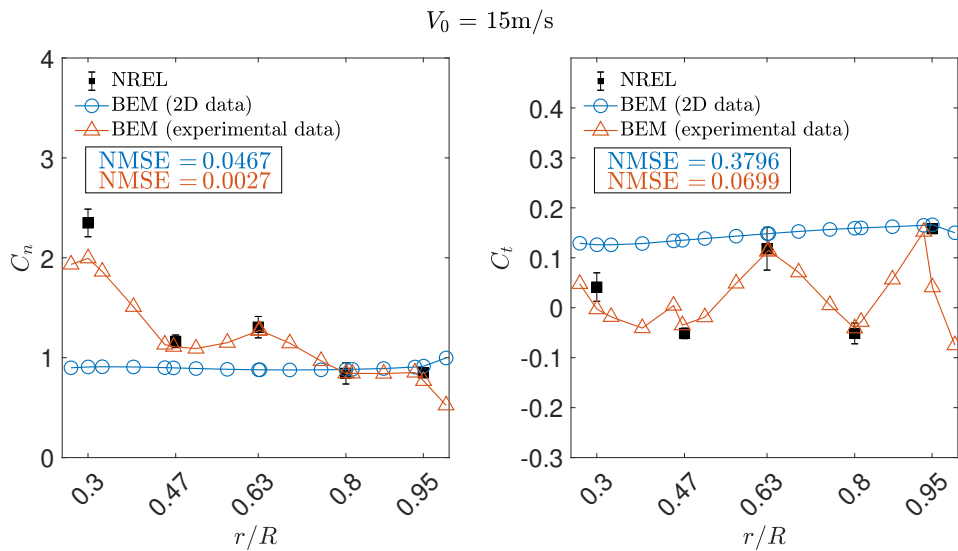 V₀ = 15m/s
4
3
2
1
0
Cₙ
NREL
BEM (2D data)
BEM (experimental data)
NMSE = 0.0467
NMSE = 0.0027
0.3
0.47
0.63
0.8
0.95
r/R
0.4
0.3
0.2
0.1
0
-0.1
-0.2
-0.3
Cₜ
NREL
BEM (2D data)
BEM (experimental data)
NMSE = 0.3796
NMSE = 0.0699
0.3
0.47
0.63
0.8
0.95
r/R